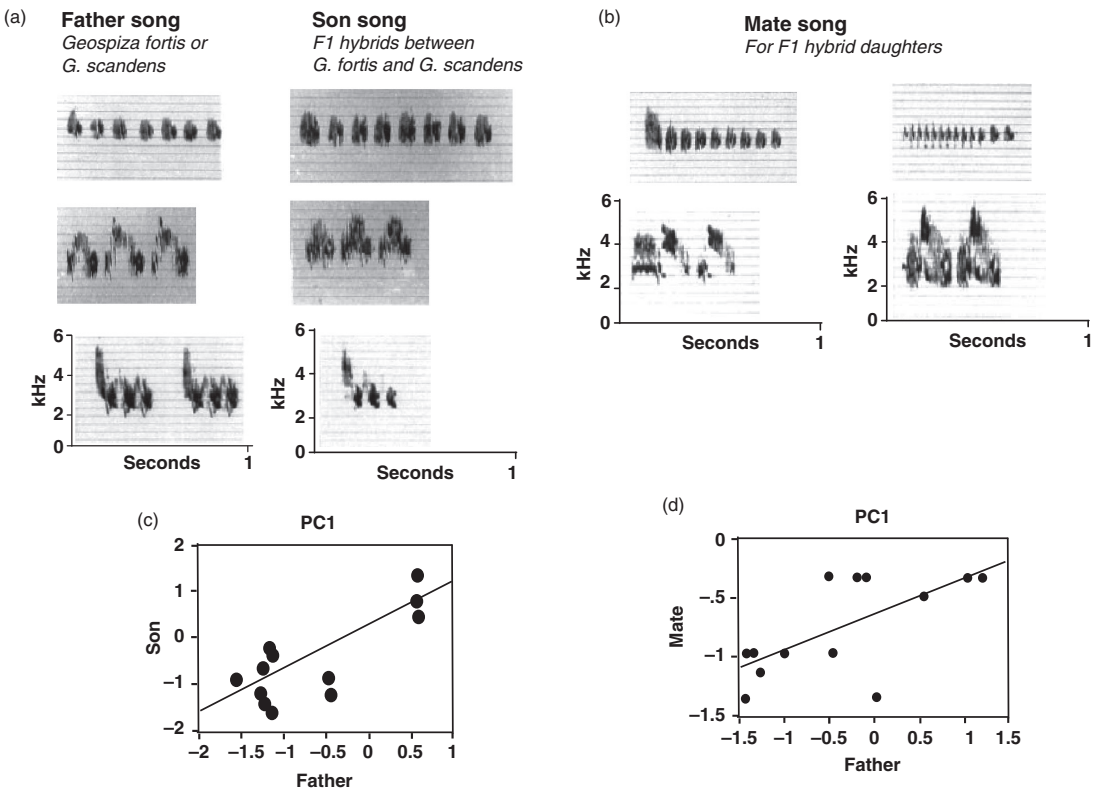 (a)
Father song
Geospiza fortis or
G. scandens
Son song
F1 hybrids between
G. fortis and G. scandens
(b)
Mate song
For F1 hybrid daughters
6
4
2
0
kHz
Seconds
1
6
4
2
0
kHz
Seconds
1
6
4
2
0
kHz
Seconds
1
6
4
2
0
kHz
Seconds
1
(c)
PC1
2
1
0
–1
–2
Son
–2
–1.5
–1
–1
0
0.5
1
Father
(d)
PC1
0
–.5
–1
–1.5
Mate
–1.5
–1
–0.5
0
0.5
1
1.5
Father